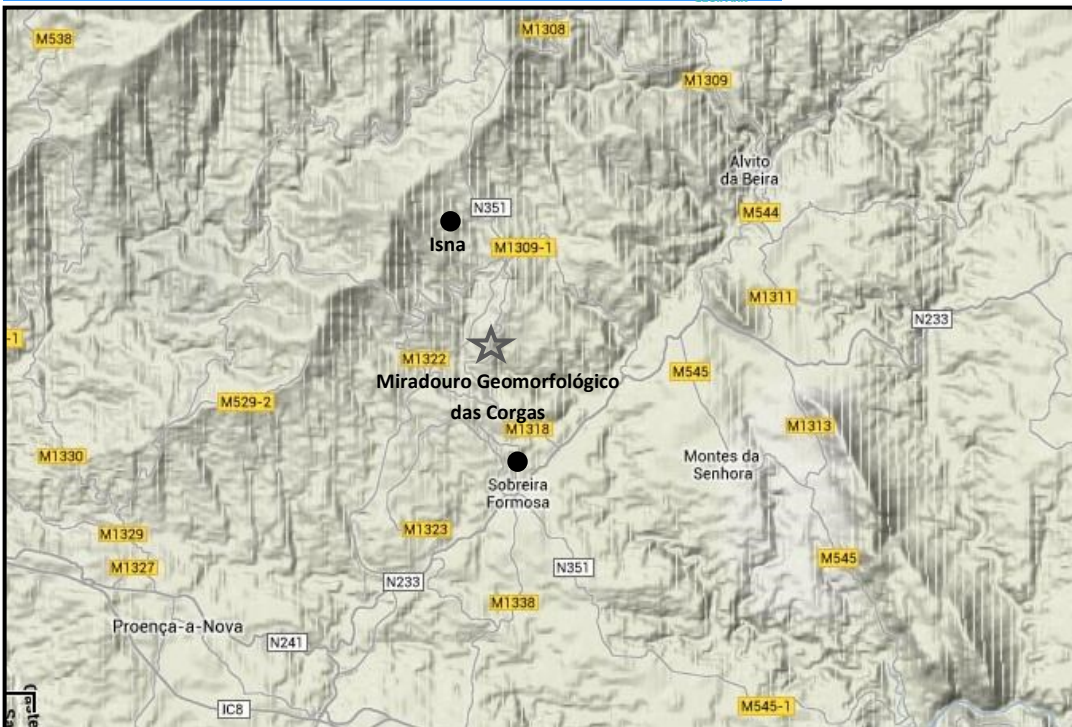 M538
M1308
M1309
Alvito
da Beira
N351
M544
Isna
M1309-1
M1311
N233
-1
M1322
M545
Miradouro Geomorfológico
das Corgas
M529-2
M1318
M1313
M1330
Montes da
Senhora
Sobreira
Formosa
M1323
M1329
M545
M1327
N233
N351
M1338
Proença-a-Nova
N241
M545-1
IC8